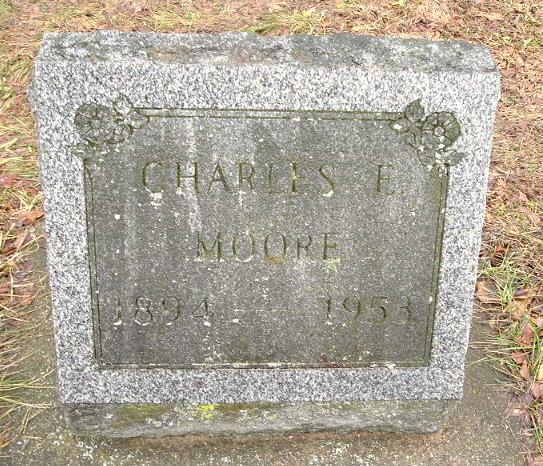 CHARLES E.
MOORE
1894 — 1953